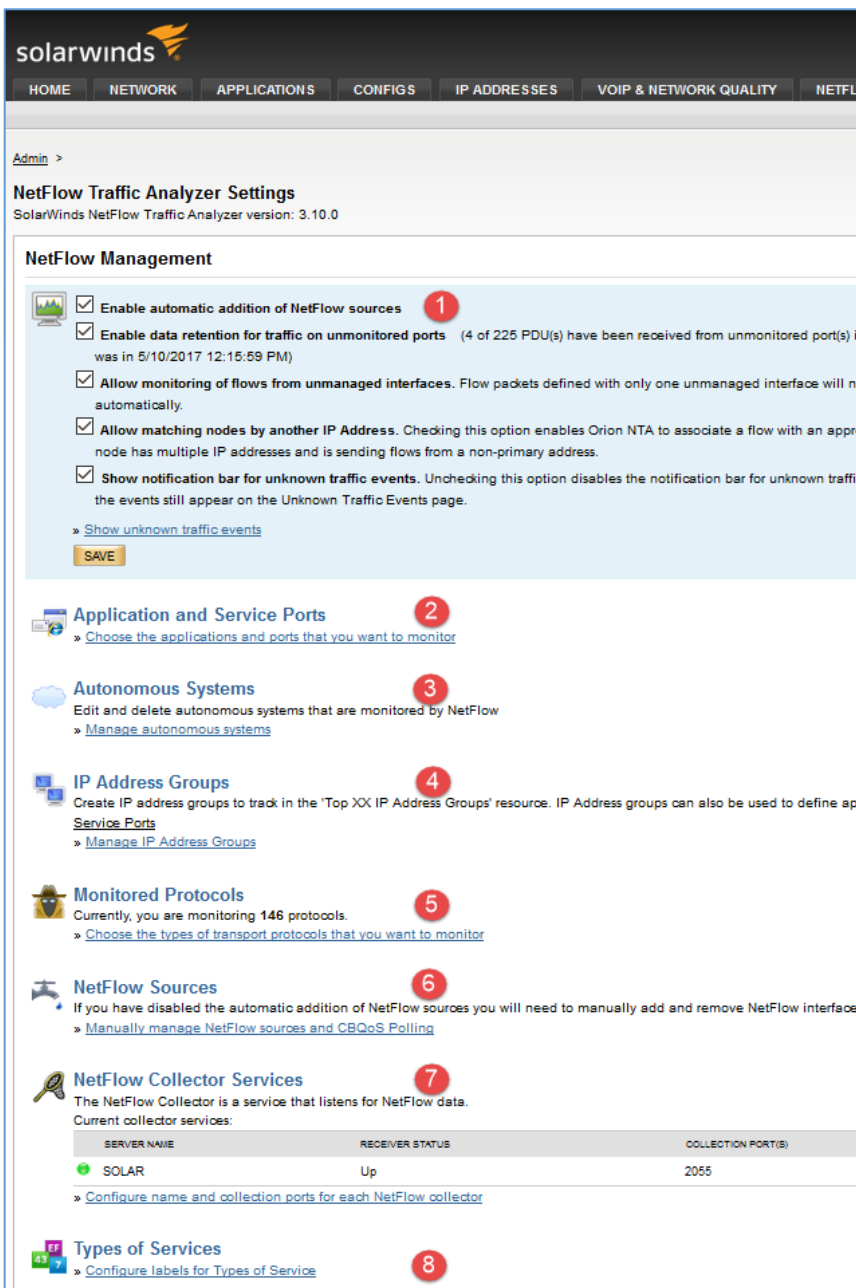 solarwinds
HOME NETWORK APPLICATIONS CONFIGS IP ADDRESSES VOIP & NETWORK QUALITY NETFL
Admin >
NetFlow Traffic Analyzer Settings
SolarWinds NetFlow Traffic Analyzer version: 3.10.0
NetFlow Management
Enable automatic addition of NetFlow sources 1
Enable data retention for traffic on unmonitored ports (4 of 225 PDU(s) have been received from unmonitored port(s) i
was in 5/10/2017 12:15:59 PM)
Allow monitoring of flows from unmanaged interfaces. Flow packets defined with only one unmanaged interface will n
automatically.
Allow matching nodes by another IP Address. Checking this option enables Orion NTA to associate a flow with an appr
node has multiple IP addresses and is sending flows from a non-primary address.
Show notification bar for unknown traffic events. Unchecking this option disables the notification bar for unknown traffi
the events still appear on the Unknown Traffic Events page.
» Show unknown traffic events
SAVE
Application and Service Ports 2
» Choose the applications and ports that you want to monitor
Autonomous Systems 3
Edit and delete autonomous systems that are monitored by NetFlow
» Manage autonomous systems
IP Address Groups 4
Create IP address groups to track in the 'Top XX IP Address Groups' resource. IP Address groups can also be used to define ap
Service Ports
» Manage IP Address Groups
Monitored Protocols
Currently, you are monitoring 146 protocols. 5
» Choose the types of transport protocols that you want to monitor
NetFlow Sources 6
If you have disabled the automatic addition of NetFlow sources you will need to manually add and remove NetFlow interface
» Manually manage NetFlow sources and CBQoS Polling
NetFlow Collector Services 7
The NetFlow Collector is a service that listens for NetFlow data.
Current collector services:
SERVER NAME RECEIVER STATUS COLLECTION PORT(S)
SOLAR Up 2055
» Configure name and collection ports for each NetFlow collector
EF 43 7
Types of Services
» Configure labels for Types of Service 8